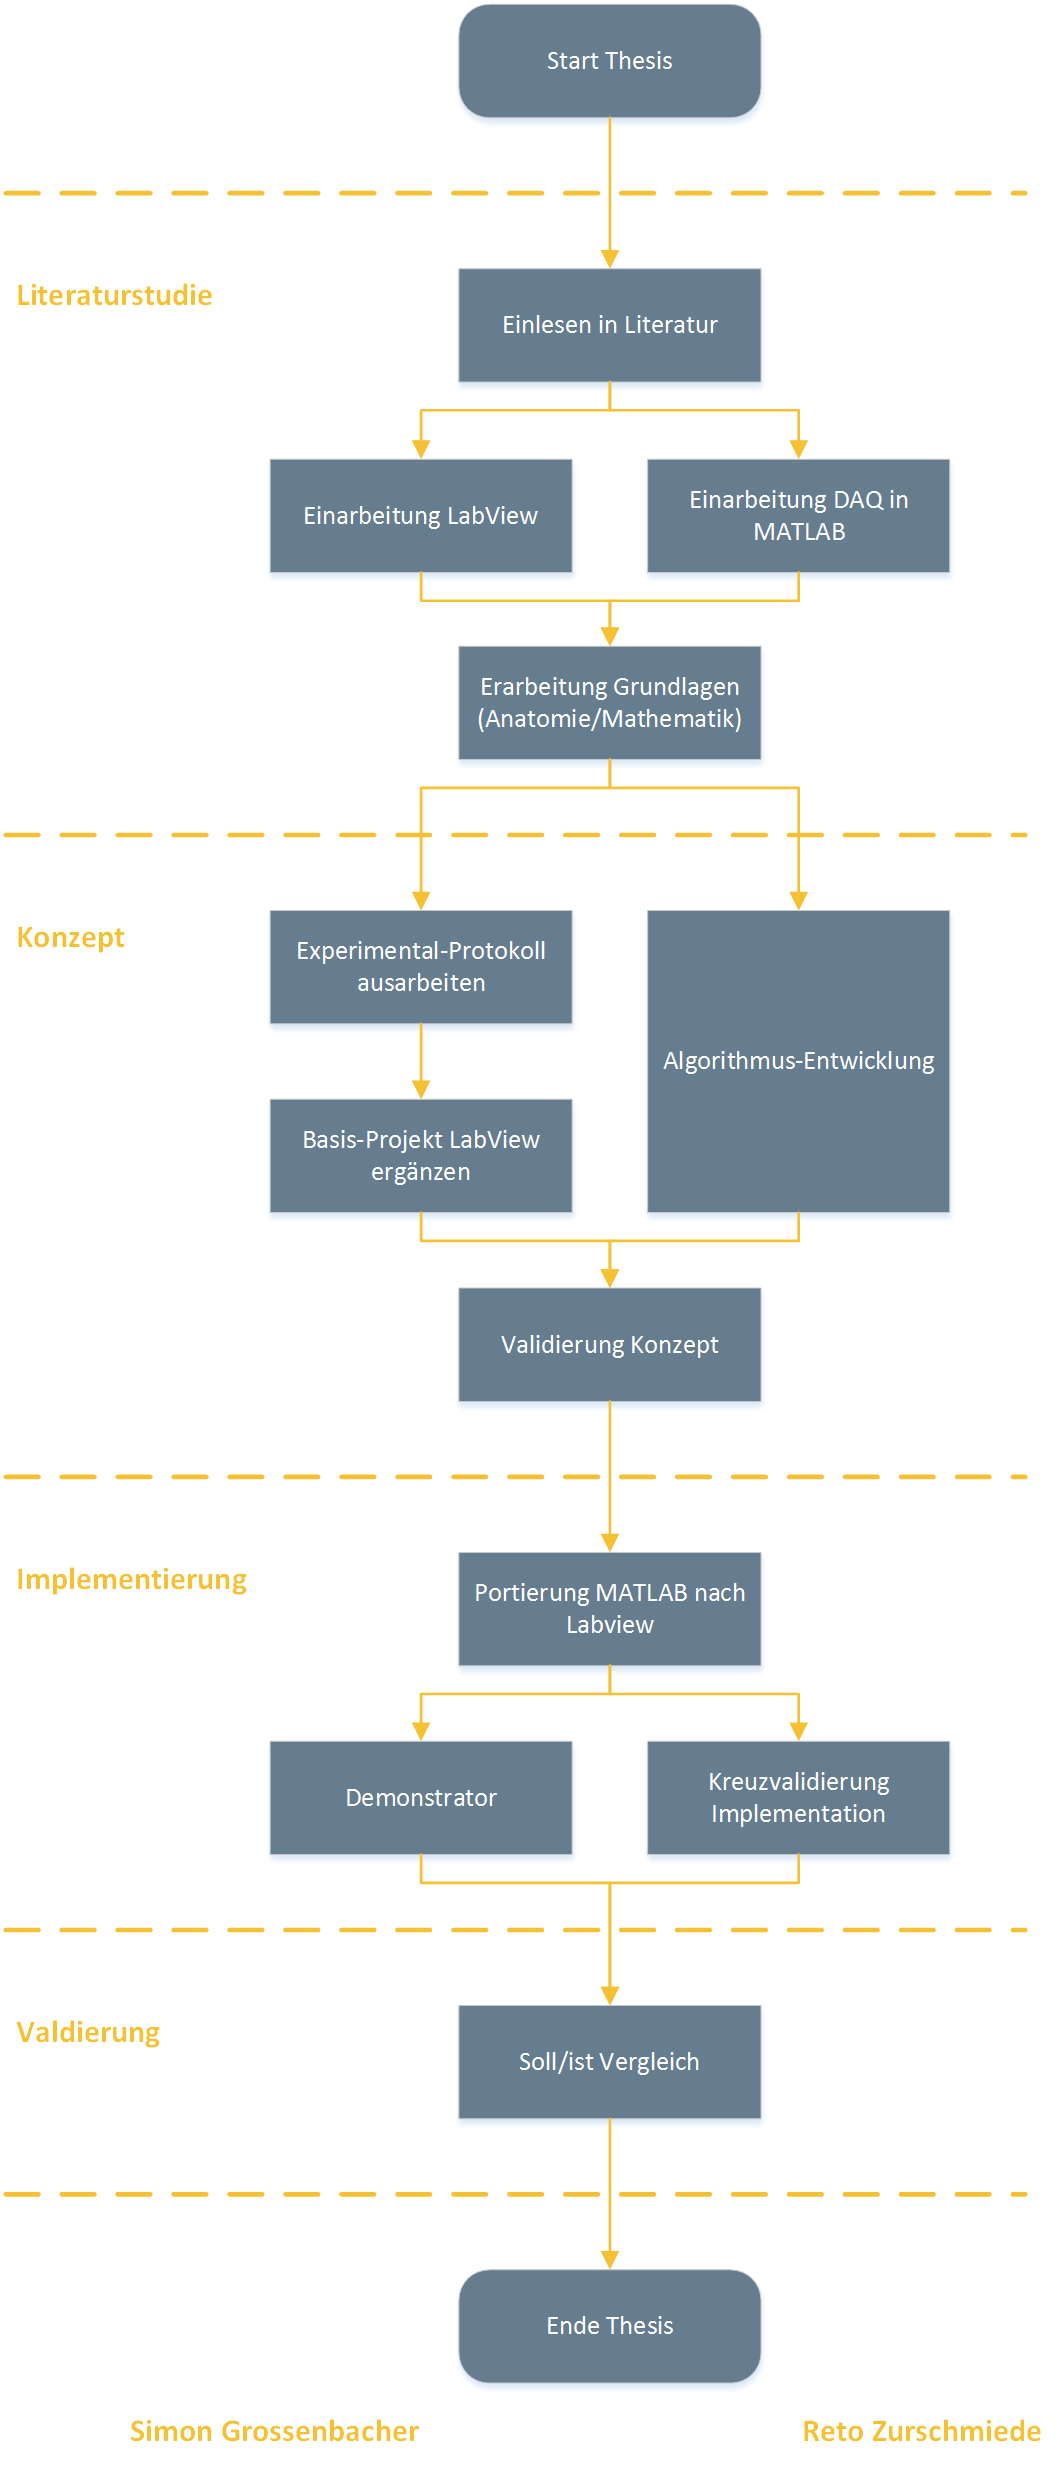 Start Thesis
Literaturstudie
Einlesen in Literatur
Einarbeitung LabView
Einarbeitung DAQ in
MATLAB
Erarbeitung Grundlagen
(Anatomie/Mathematik)
Konzept
Experimental-Protokoll
ausarbeiten
Algorithmus-Entwicklung
Basis-Projekt LabView
ergänzen
Validierung Konzept
Implementierung
Portierung MATLAB nach
Labview
Demonstrator
Kreuzvalidierung
Implementation
Valdierung
Soll/ist Vergleich
Ende Thesis
Simon Grossenbacher
Reto Zurschmiede